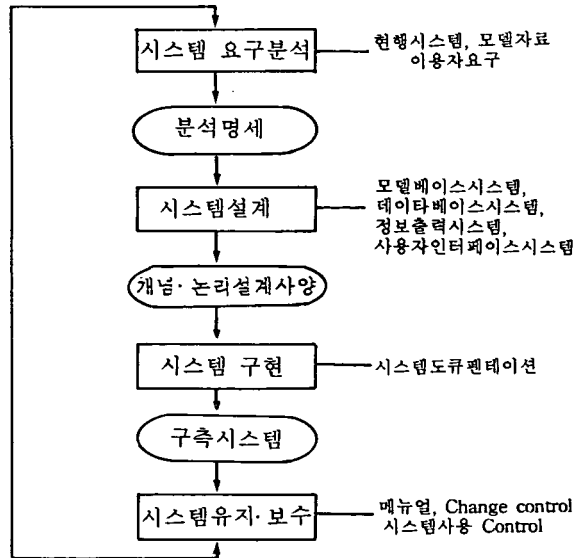 시스템 요구분석
현행시스템, 모델자료
이용자요구
분석명세
시스템설계
모델베이스시스템,
데이타베이스시스템,
정보출력시스템,
사용자인터페이스시스템
개념·논리설계사양
시스템 구현
시스템도큐펜테이션
구축시스템
시스템유지·보수
메뉴얼, Change control
시스템사용 Control